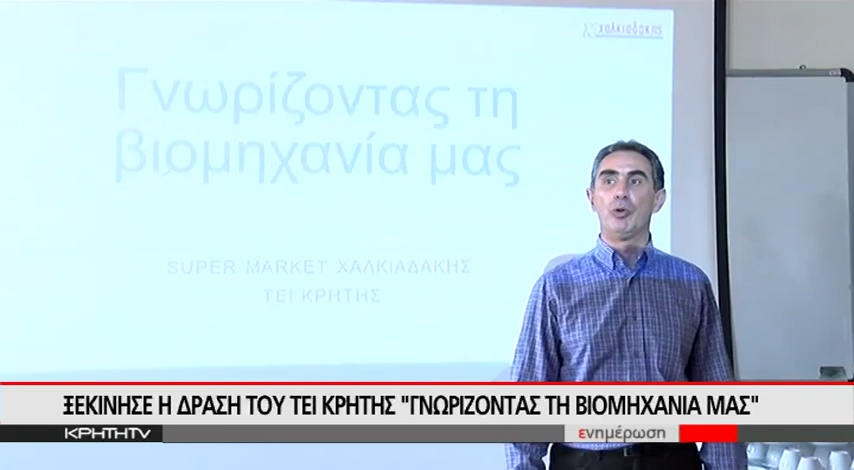 χαλκιαδάκης
Γνωρίζοντας τη
βιομηχανία μας
SUPER MARKET ΧΑΛΚΙΑΔΑΚΗΣ
ΤΕΙ ΚΡΗΤΗΣ
ΞΕΚΙΝΗΣΕ Η ΔΡΑΣΗ ΤΟΥ ΤΕΙ ΚΡΗΤΗΣ "ΓΝΩΡΙΖΟΝΤΑΣ ΤΗ ΒΙΟΜΗΧΑΝΙΑ ΜΑΣ"
ΚΡΗΤΗTV
ενημέρωση